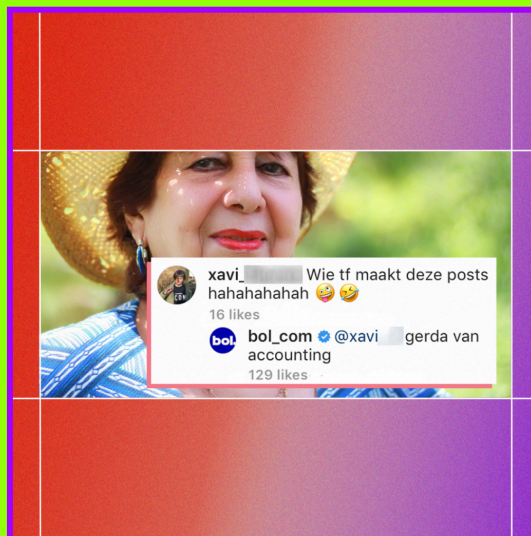 xavi_ Wie tf maakt deze posts
hahahahahah 🤪 🤣
16 likes
bol.
bol_com @xavi gerda van
accounting
129 likes